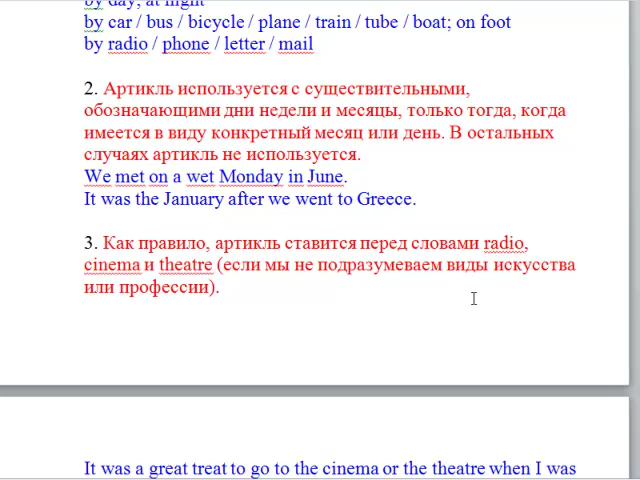 by day; at night
by car / bus / bicycle / plane / train / tube / boat; on foot
by radio / phone / letter / mail
2. Артикль используется с существительными,
обозначающими дни недели и месяцы, только тогда, когда
имеется в виду конкретный месяц или день. В остальных
случаях артикль не используется.
We met on a wet Monday in June.
It was the January after we went to Greece.
3. Как правило, артикль ставится перед словами radio,
cinema и theatre (если мы не подразумеваем виды искусства
или профессии).
It was a great treat to go to the cinema or the theatre when I was